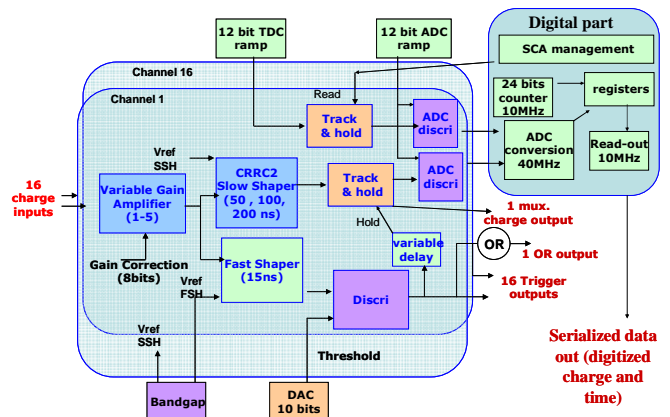 12 bit TDC
ramp
12 bit ADC
ramp
Digital part
SCA management
24 bits
counter
10MHz
registers
ADC
conversion
40MHz
Read-out
10MHz
Channel 16
Channel 1
Read
Track
& hold
ADC
discri
Vref
SSH
16
charge
inputs
Variable Gain
Amplifier
(1-5)
CRRC2
Slow Shaper
(50 , 100,
200 ns)
Track
& hold
ADC
discri
Hold
1 mux.
charge output
variable
delay
OR
1 OR output
Gain Correction
(8bits)
Vref
FSH
Fast Shaper
(15ns)
Discri
16 Trigger
outputs
Vref
SSH
Threshold
Serialized data
out (digitized
charge and
time)
Bandgap
DAC
10 bits